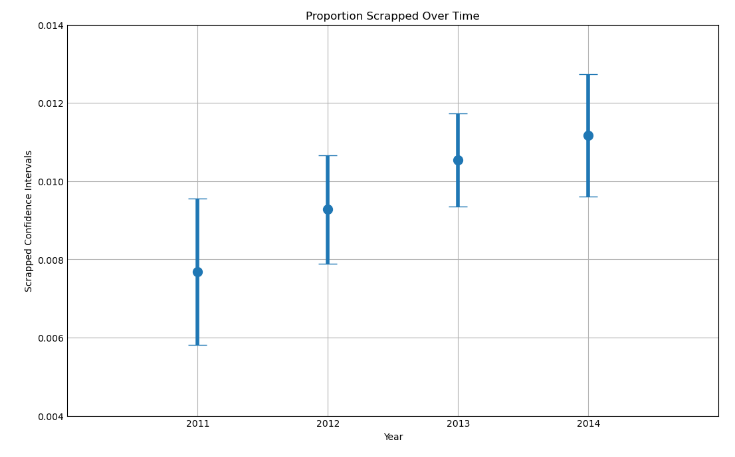 Proportion Scrapped Over Time
0.014
0.012
0.010
0.008
0.006
0.004
Scrapped Confidence Intervals
2011 2012 2013 2014
Year